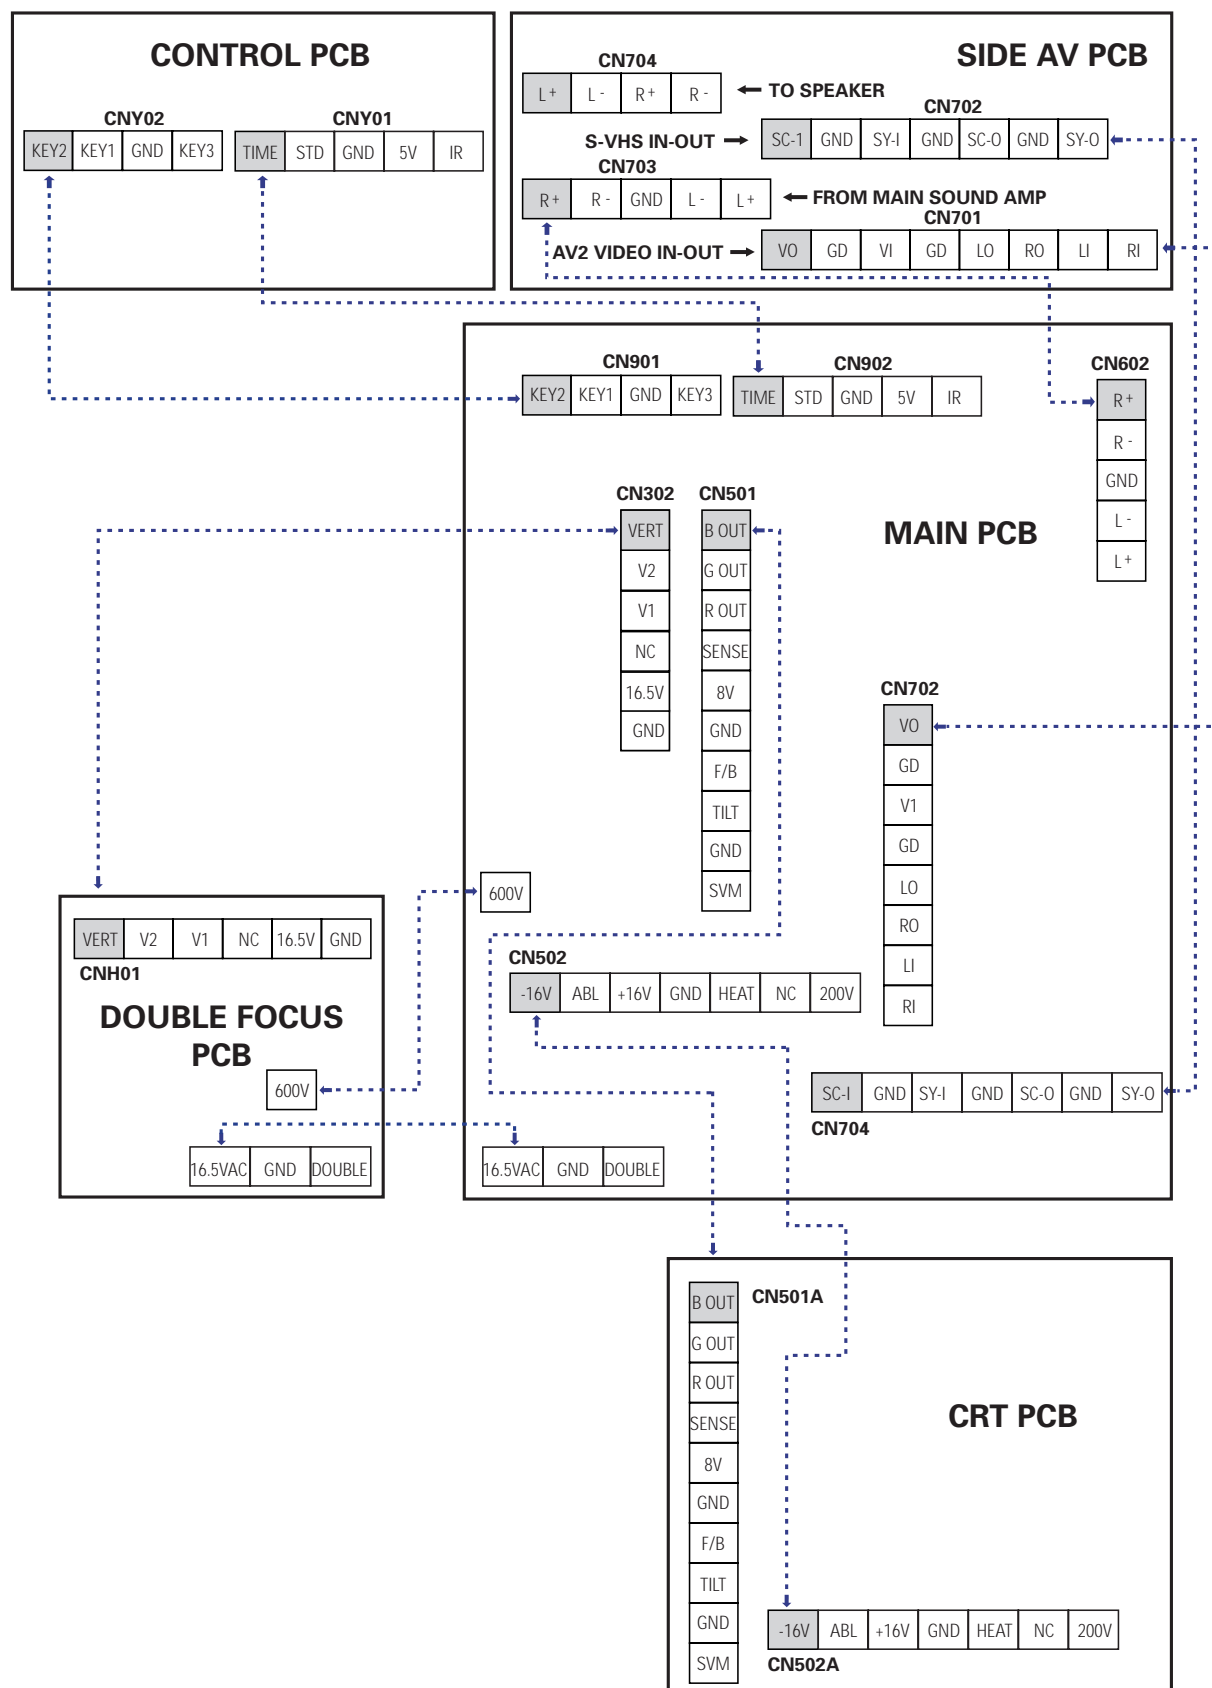 CONTROL PCB
CNY02 CNY01
KEY2 KEY1 GND KEY3 TIME STD GND 5V IR
SIDE AV PCB
CN704
L+ L- R+ R- TO SPEAKER
CN702
S-VHS IN-OUT SC-1 GND SY-I GND SC-O GND SY-O
CN703
R+ R- GND L- L+ FROM MAIN SOUND AMP
CN701
AV2 VIDEO IN-OUT VO GD VI GD LO RO LI RI
CN901 CN902 CN602
KEY2 KEY1 GND KEY3 TIME STD GND 5V IR
R+
R-
GND
L-
L+
MAIN PCB
CN302
VERT
V2
V1
NC
16.5V
GND
CN501
B OUT
G OUT
R OUT
SENSE
8V
GND
F/B
TILT
GND
SVM
CN702
VO
GD
V1
GD
LO
RO
LI
RI
600V
CN502
-16V ABL +16V GND HEAT NC 200V
SC-I GND SY-I GND SC-O GND SY-O
CN704
16.5VAC GND DOUBLE
VERT V2 V1 NC 16.5V GND
CNH01
DOUBLE FOCUS
PCB
600V
16.5VAC GND DOUBLE
CN501A
B OUT
G OUT
R OUT
SENSE
8V
GND
F/B
TILT
GND
SVM
CRT PCB
-16V ABL +16V GND HEAT NC 200V
CN502A